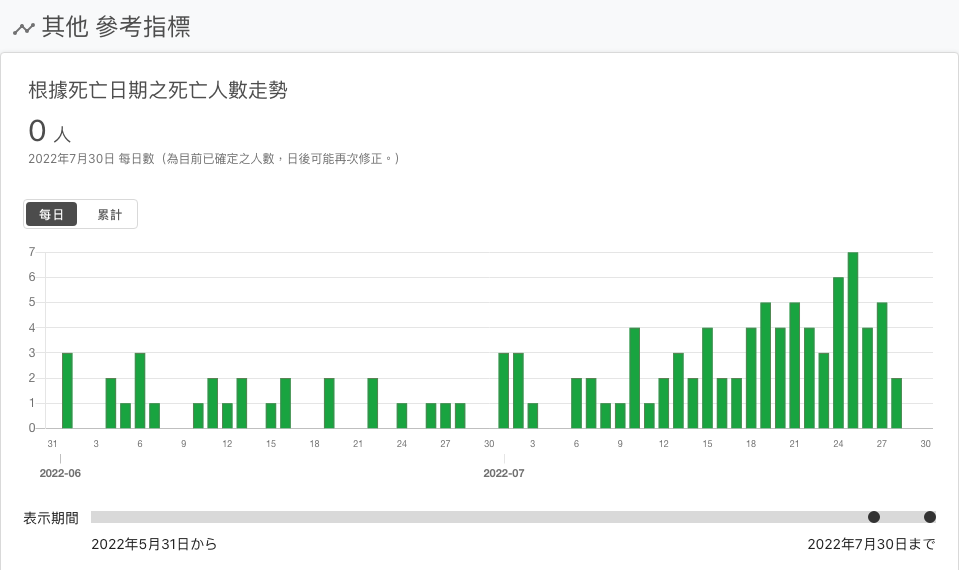 其他 參考指標
根據死亡日期之死亡人數走勢
0 人
2022年7月30日 每日數（為目前已確定之人數，日後可能再次修正。）
每日 累計
7
6
5
4
3
2
1
0
31 3 6 9 12 15 18 21 24 27 30 3 6 9 12 15 18 21 24 27 30
2022-06 2022-07
表示期間
2022年5月31日から 2022年7月30日まで